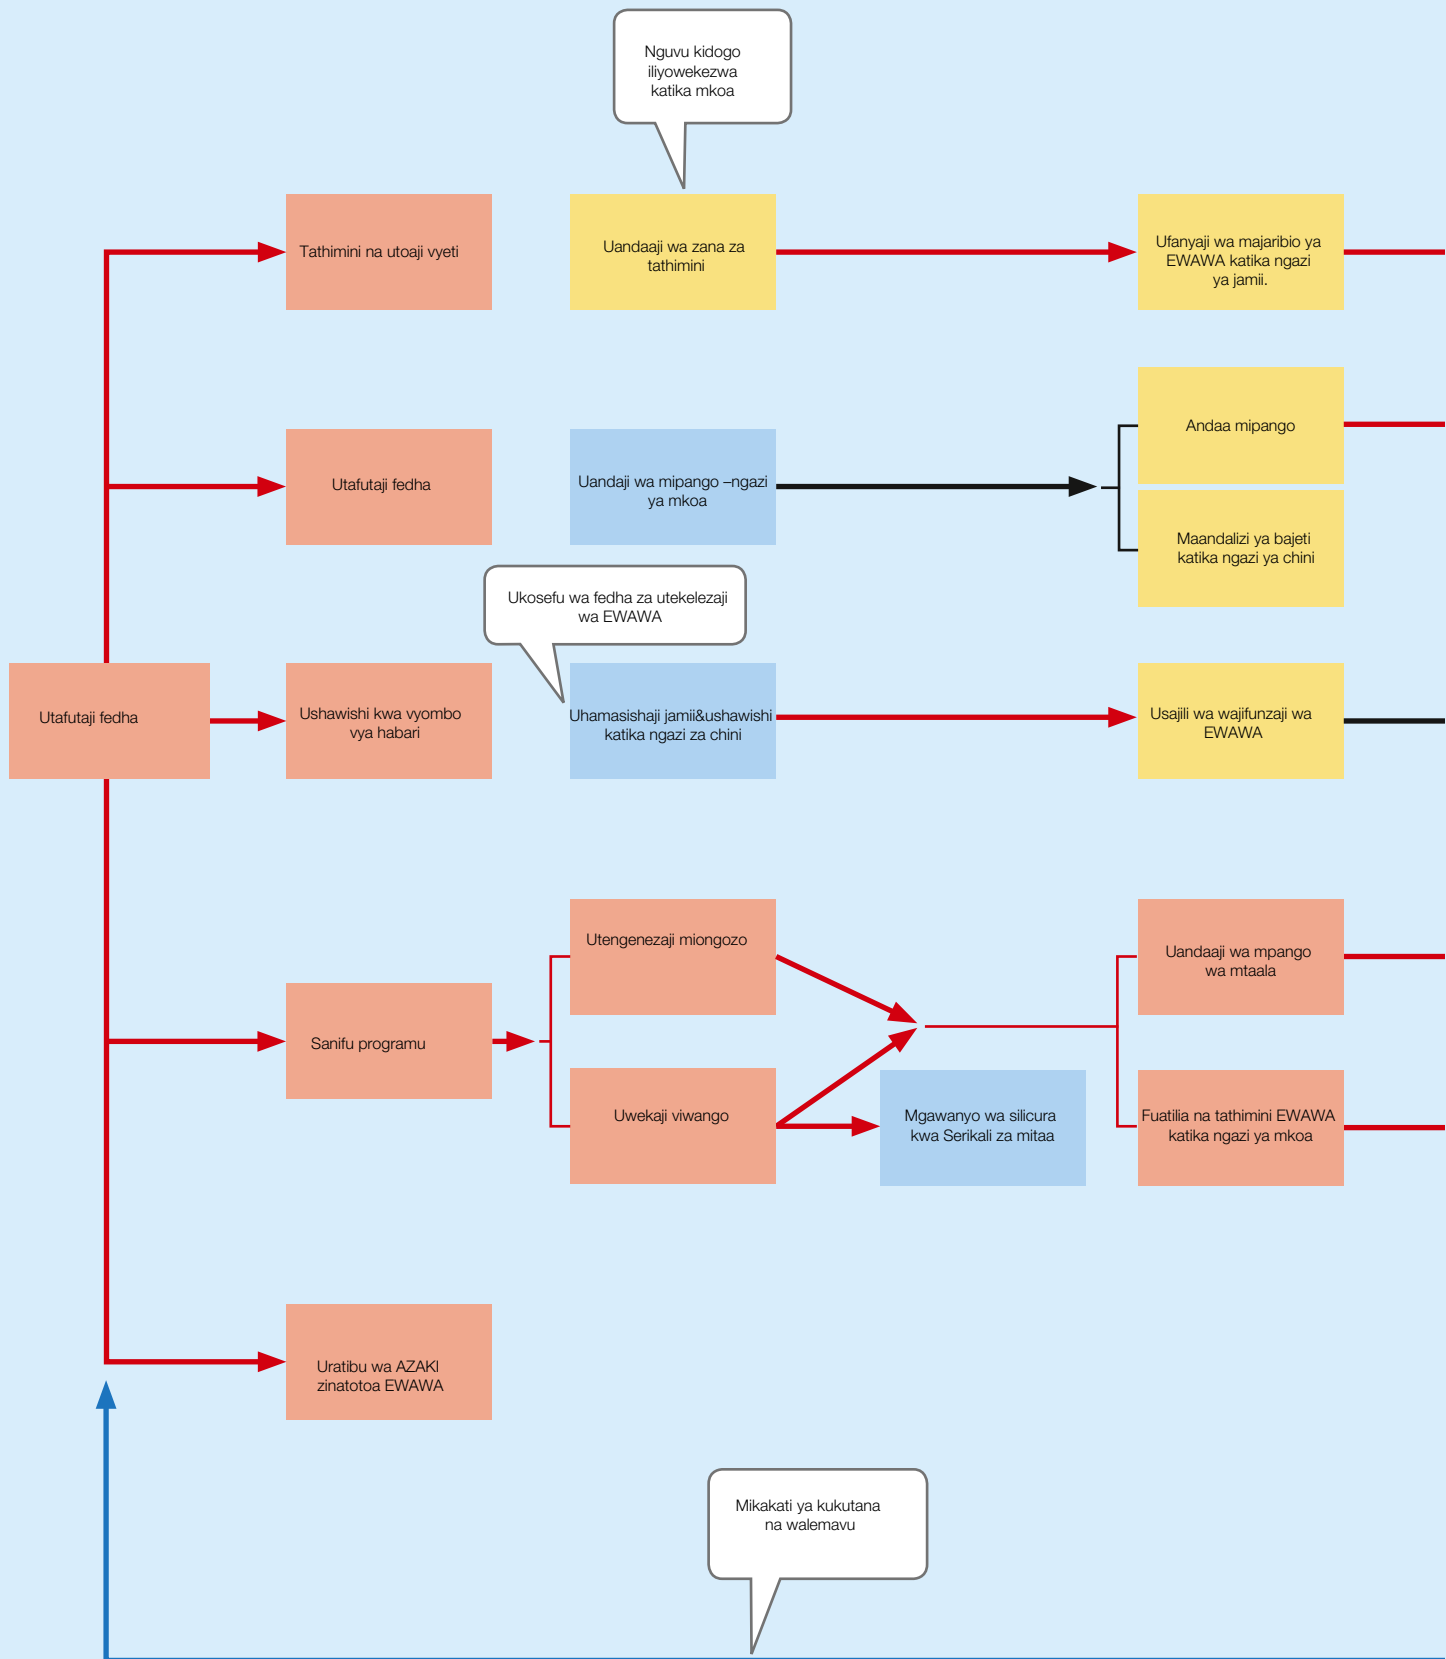 Nguvu kidogo
iliyowekezwa
katika mkoa
Tathimini na utoaji vyeti
Uandaaji wa zana za
tathimini
Ufanyaji wa majaribio ya
EWAWA katika ngazi
ya jamii.
Utafutaji fedha
Uandaji wa mipango –ngazi
ya mkoa
Andaa mipango
Maandalizi ya bajeti
katika ngazi ya chini
Ukosefu wa fedha za utekelezaji
wa EWAWA
Utafutaji fedha
Ushawishi kwa vyombo
vya habari
Uhamasishaji jamii&ushawishi
katika ngazi za chini
Usajili wa wajifunzaji wa
EWAWA
Sanifu programu
Utengenezaji miongozo
Uwekaji viwango
Mgawanyo wa silicura
kwa Serikali za mitaa
Uandaaji wa mpango
wa mtaala
Fuatilia na tathimini EWAWA
katika ngazi ya mkoa
Uratibu wa AZAKI
zinatotoa EWAWA
Mikakati ya kukutana
na walemavu